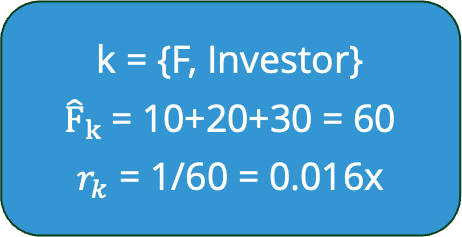 k = {F, Investor}
F̂ₖ = 10+20+30 = 60
rₖ = 1/60 = 0.016x